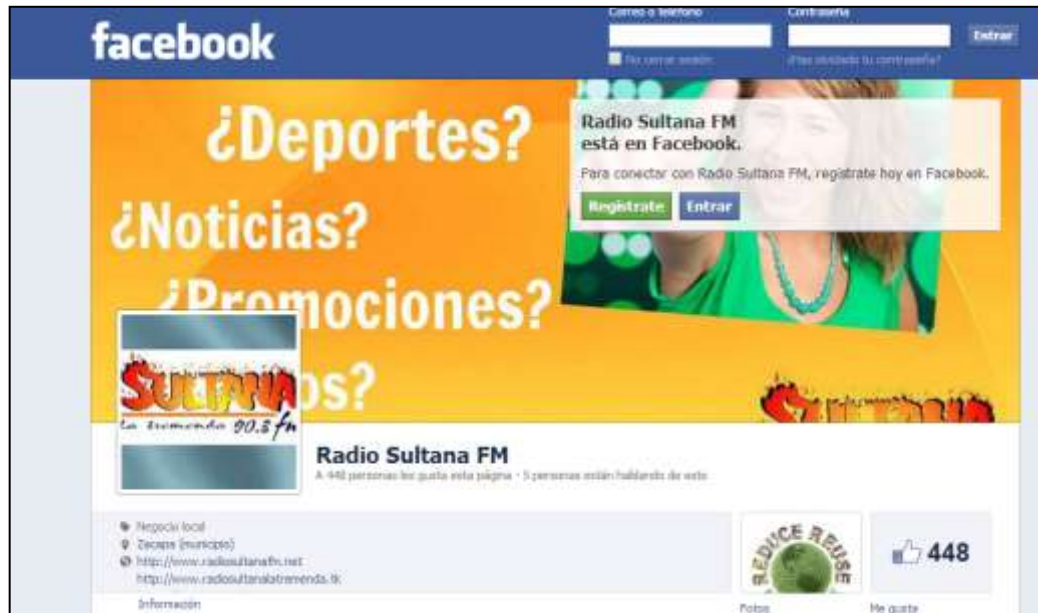 Correo o teléfono
Contraseña
facebook
Entrar
No cerrar sesión
¿Has olvidado tu contraseña?
¿Deportes?
¿Noticias?
¿Promociones?
os?
Radio Sultana FM
está en Facebook.
Para conectar con Radio Sultana FM, regístrate hoy en Facebook.
Regístrate
Entrar
SULTANA
La tremenda 90.3 fm
SULTANA
Radio Sultana FM
A 448 personas les gusta esta página · 5 personas están hablando de esto
Negocio local
Zacapa (municipio)
http://www.radiosultanafm.net
http://www.radiosultanalatremenda.tk
Información
REDUCE REUSE
448
Fotos
Me gusta